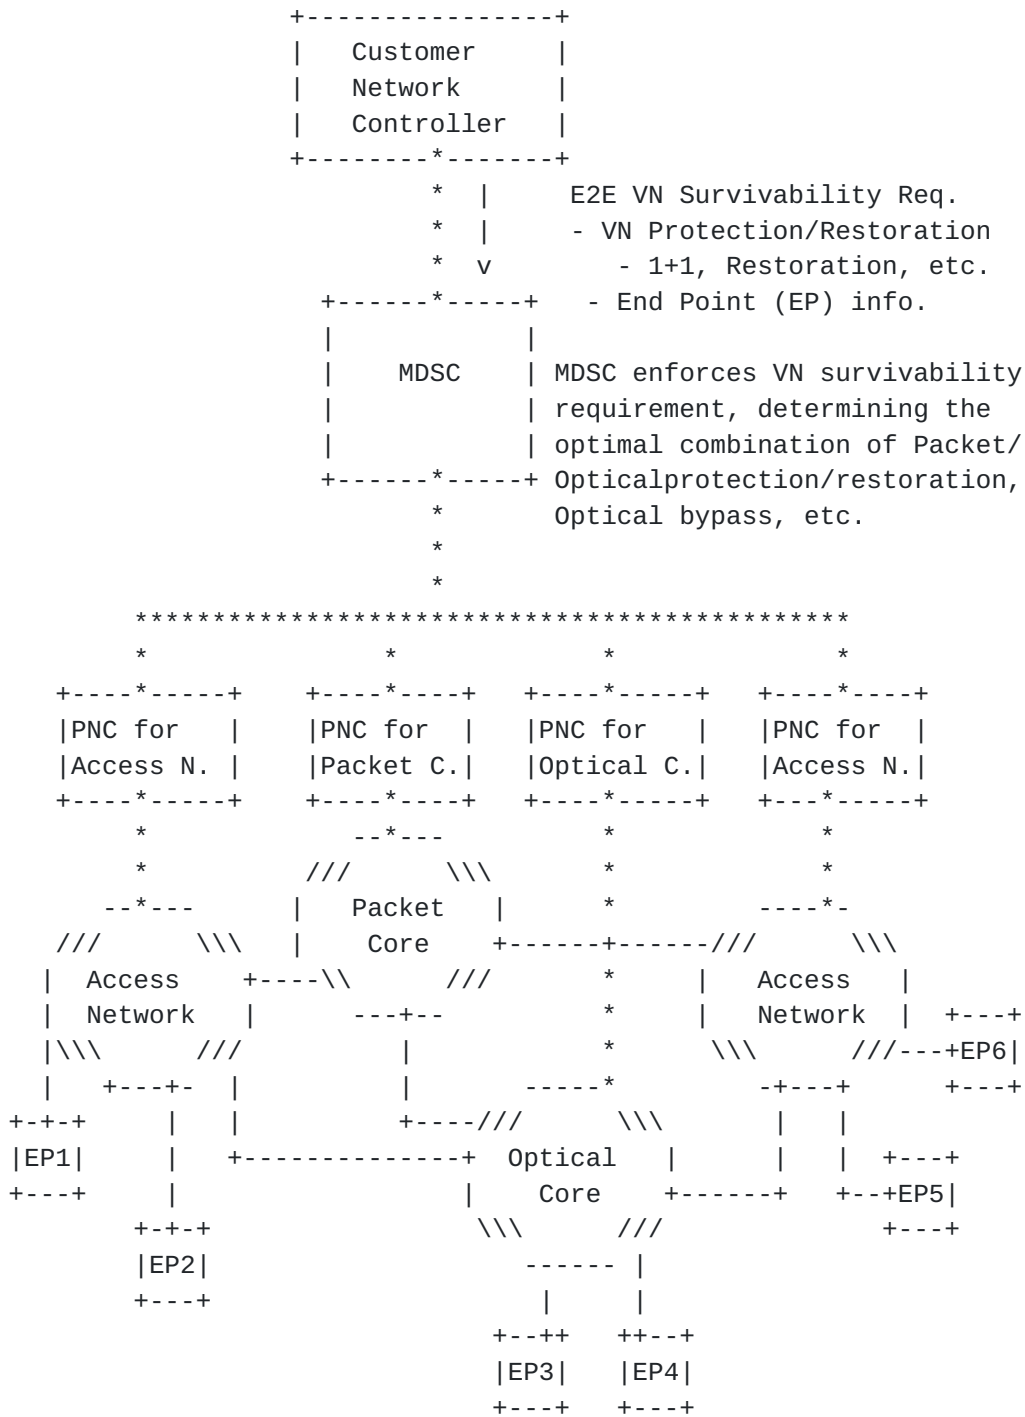 Customer
Network
Controller
E2E VN Survivability Req.
- VN Protection/Restoration
v - 1+1, Restoration, etc.
- End Point (EP) info.
MDSC MDSC enforces VN survivability
requirement, determining the
optimal combination of Packet/
Opticalprotection/restoration,
Optical bypass, etc.
PNC for PNC for PNC for PNC for
Access N. Packet C. Optical C. Access N.
Packet
Core
Access Access
Network Network
EP6
EP1 Optical
Core EP5
EP2
EP3 EP4